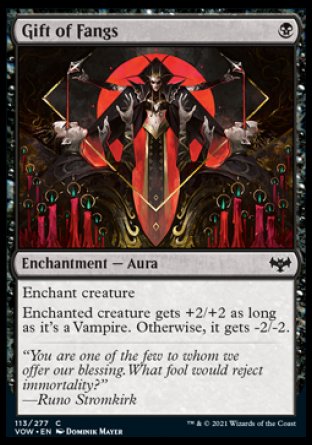 Gift of Fangs
Enchantment — Aura
Enchant creature
Enchanted creature gets +2/+2 as long
as it's a Vampire. Otherwise, it gets -2/-2.
"You are one of the few to whom we
offer our blessing.What fool would reject
immortality?"
—Runo Stromkirk
113/277 C
VOW • EN DOMINIK MAYER
™ & © 2021 Wizards of the Coast